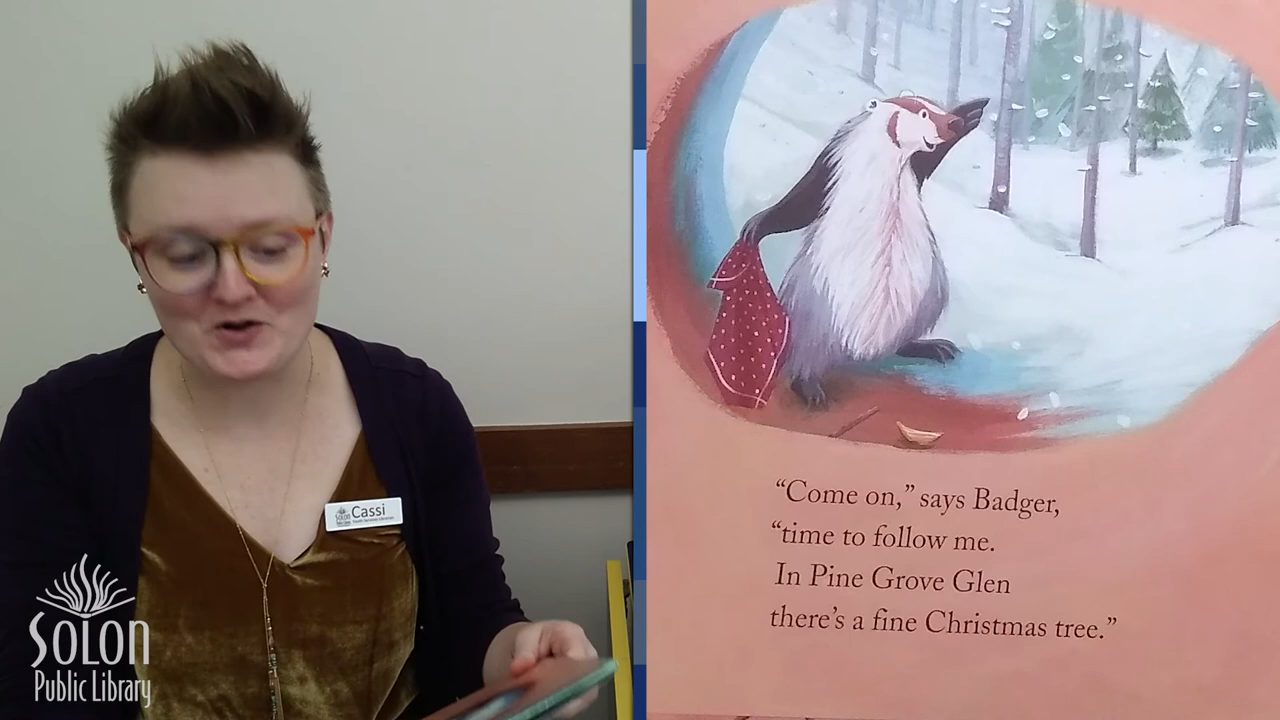 Cassi
SOLON
Public Library
“Come on,” says Badger,
“time to follow me.
In Pine Grove Glen
there’s a fine Christmas tree.”